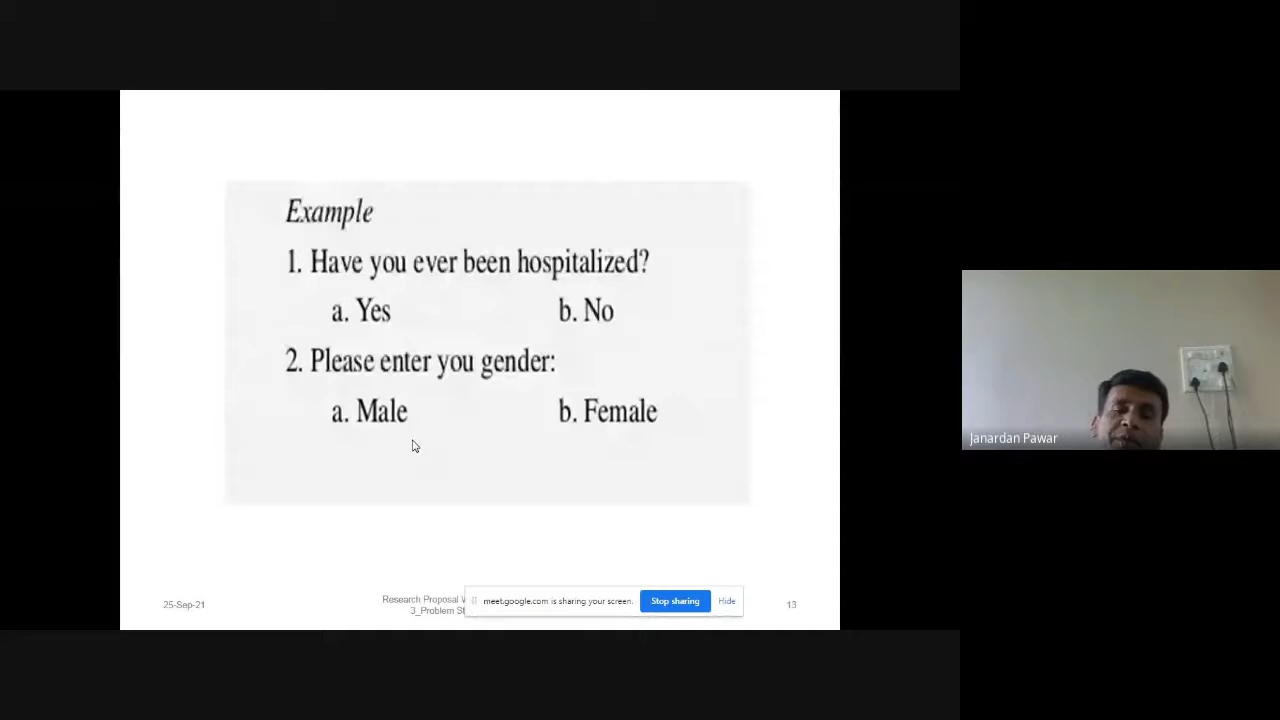 Example
1. Have you ever been hospitalized?
a. Yes b. No
2. Please enter you gender:
a. Male b. Female
Janardan Pawar
25-Sep-21
Research Proposal
3_Problem
meet.google.com is sharing your screen.
Stop sharing
Hide
13